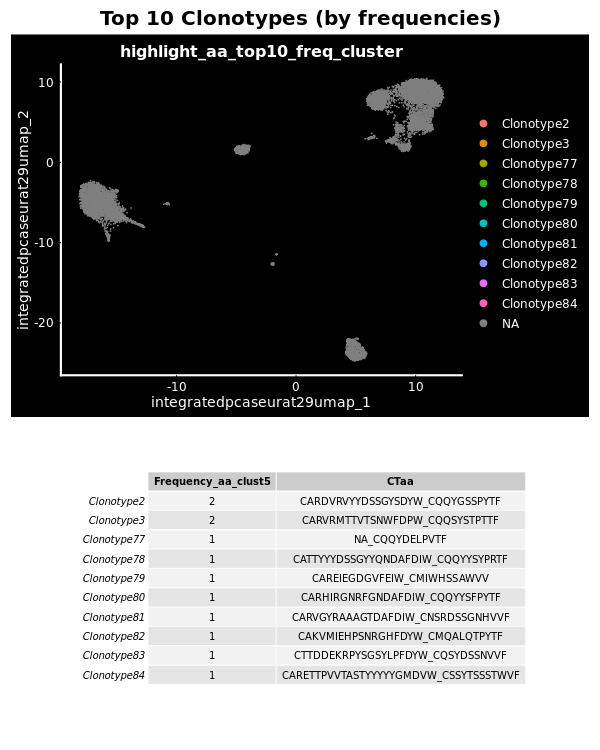 Top 10 Clonotypes (by frequencies)
highlight_aa_top10_freq_cluster
integratedpcaseurat29umap_2
10
0
-10
-20
-10 0 10
integratedpcaseurat29umap_1
Clonotype2
Clonotype3
Clonotype77
Clonotype78
Clonotype79
Clonotype80
Clonotype81
Clonotype82
Clonotype83
Clonotype84
NA
Frequency_aa_clust5 CTaa
Clonotype2 2 CARDVRVYYDSSGYSDYW_CQQYGSSPYTF
Clonotype3 2 CARVRMTTVTSNWFDPW_CQQSYSTPTTF
Clonotype77 1 NA_CQQYDELPVTF
Clonotype78 1 CATTYYYDSSGYYQNDAFDIW_CQQYYSYPRTF
Clonotype79 1 CAREIEGDGVFEIW_CMIWHSSAWVV
Clonotype80 1 CARHIRGNRFGNDAFDIW_CQQYYSFPYTF
Clonotype81 1 CARVGYRAAAGTDAFDIW_CNSRDSSGNHVVF
Clonotype82 1 CAKVMIEHPSNRGHFDYW_CMQALQTPYTF
Clonotype83 1 CTTDDEKRPYSGSYLPFDYW_CQSYDSSNVVF
Clonotype84 1 CARETTPVVTASTYYYYYGMDVW_CSSYTSSSTWVF